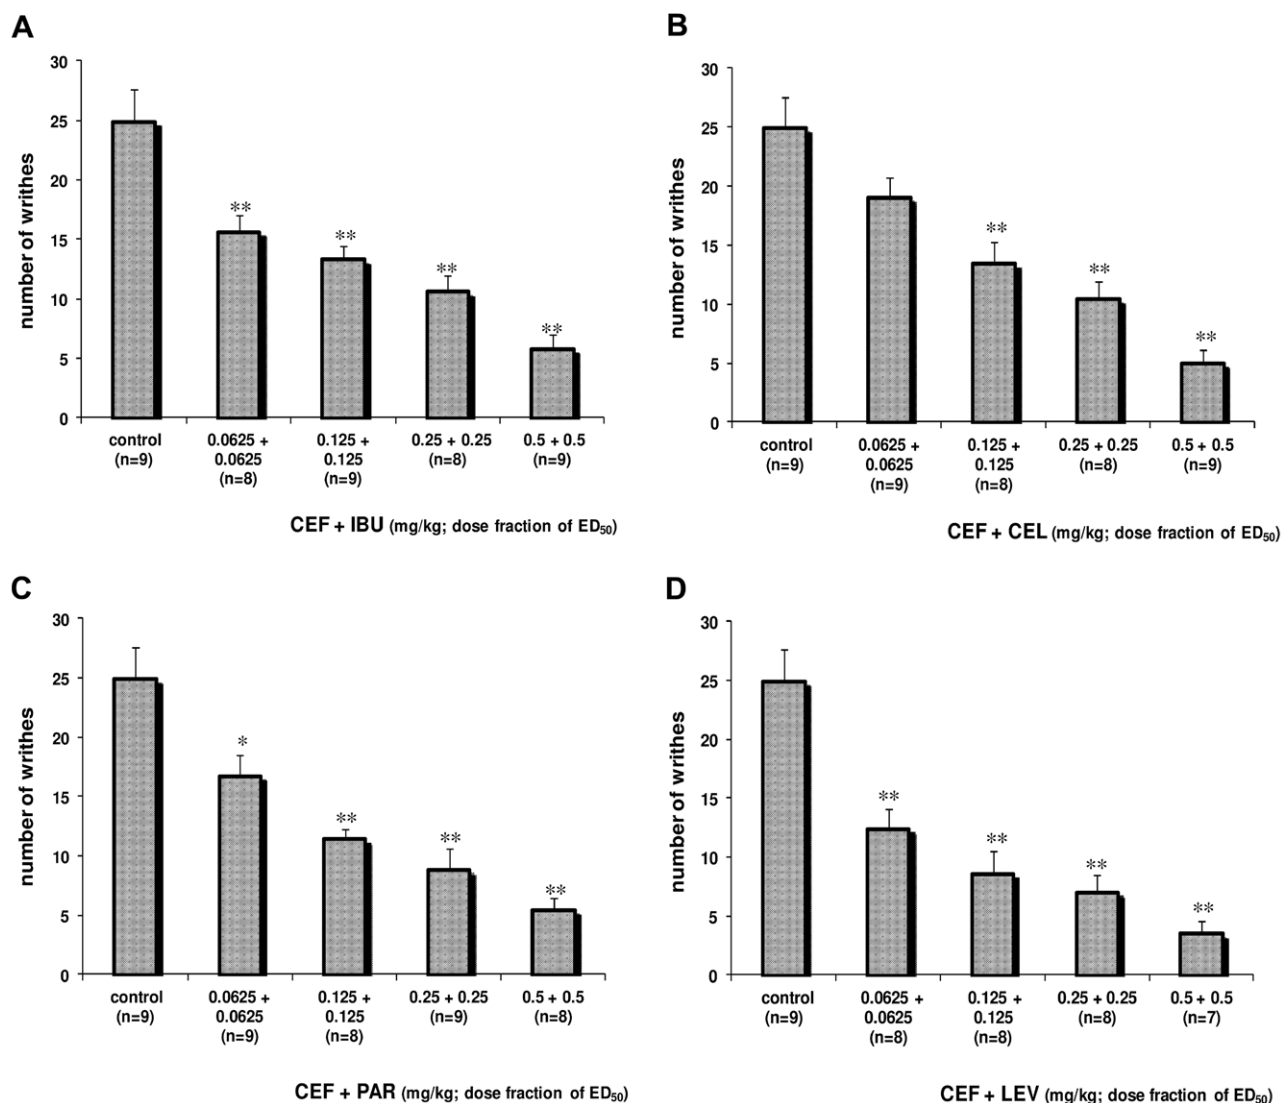 A
30
25
20
15
10
5
0
number of writhes
**
**
**
**
control
(n=9)
0.0625 +
0.0625
(n=8)
0.125 +
0.125
(n=9)
0.25 + 0.25
(n=8)
0.5 + 0.5
(n=9)
CEF + IBU (mg/kg; dose fraction of ED50)
B
30
25
20
15
10
5
0
number of writhes
**
**
**
control
(n=9)
0.0625 +
0.0625
(n=9)
0.125 +
0.125
(n=8)
0.25 + 0.25
(n=8)
0.5 + 0.5
(n=9)
CEF + CEL (mg/kg; dose fraction of ED50)
C
30
25
20
15
10
5
0
number of writhes
*
**
**
**
control
(n=9)
0.0625 +
0.0625
(n=9)
0.125 +
0.125
(n=8)
0.25 + 0.25
(n=9)
0.5 + 0.5
(n=8)
CEF + PAR (mg/kg; dose fraction of ED50)
D
30
25
20
15
10
5
0
number of writhes
**
**
**
**
control
(n=9)
0.0625 +
0.0625
(n=8)
0.125 +
0.125
(n=8)
0.25 + 0.25
(n=8)
0.5 + 0.5
(n=7)
CEF + LEV (mg/kg; dose fraction of ED50)